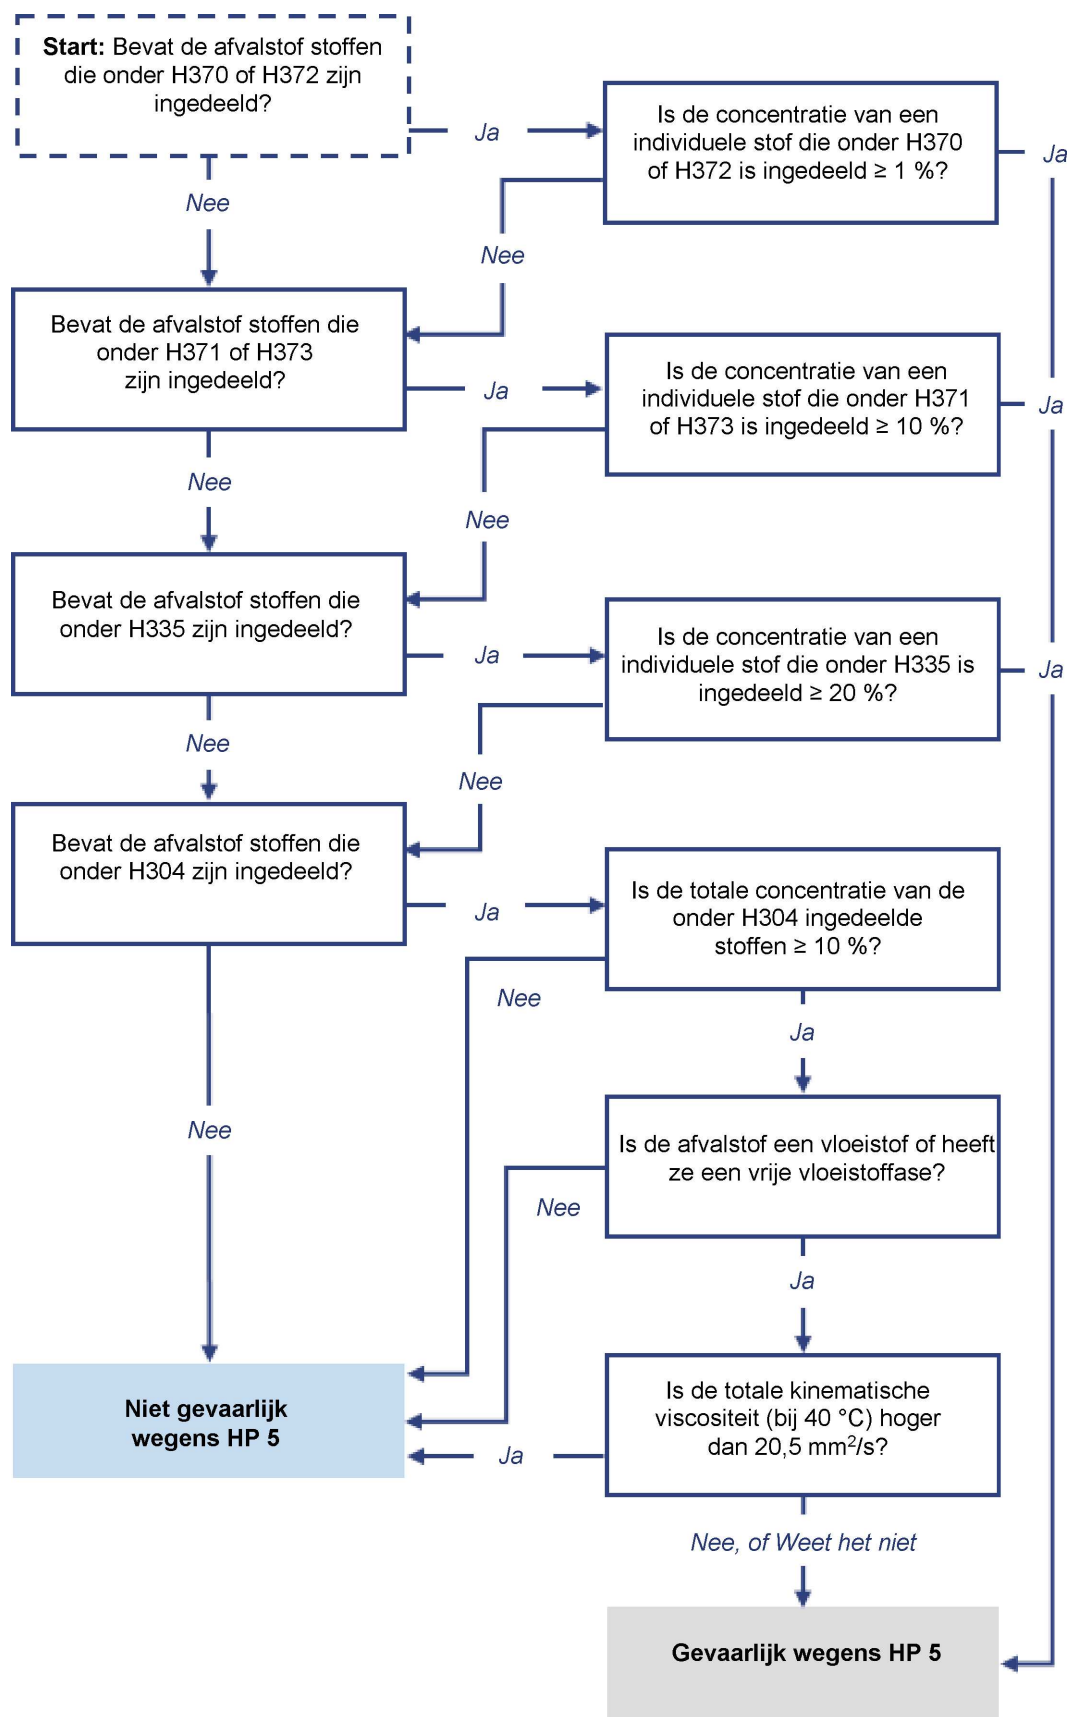 Start: Bevat de afvalstof stoffen
die onder H370 of H372 zijn
ingedeeld?
Ja
Is de concentratie van een
individuele stof die onder H370
of H372 is ingedeeld ≥ 1 %?
Ja
Nee
Nee
Bevat de afvalstof stoffen die
onder H371 of H373
zijn ingedeeld?
Ja
Is de concentratie van een
individuele stof die onder H371
of H373 is ingedeeld ≥ 10 %?
Ja
Nee
Nee
Bevat de afvalstof stoffen die
onder H335 zijn ingedeeld?
Ja
Is de concentratie van een
individuele stof die onder H335 is
ingedeeld ≥ 20 %?
Ja
Nee
Nee
Bevat de afvalstof stoffen die
onder H304 zijn ingedeeld?
Ja
Is de totale concentratie van de
onder H304 ingedeelde
stoffen ≥ 10 %?
Nee
Ja
Nee
Is de afvalstof een vloeistof of heeft
ze een vrije vloeistoffase?
Nee
Ja
Niet gevaarlijk
wegens HP 5
Is de totale kinematische
viscositeit (bij 40 °C) hoger
dan 20,5 mm²/s?
Ja
Nee, of Weet het niet
Gevaarlijk wegens HP 5